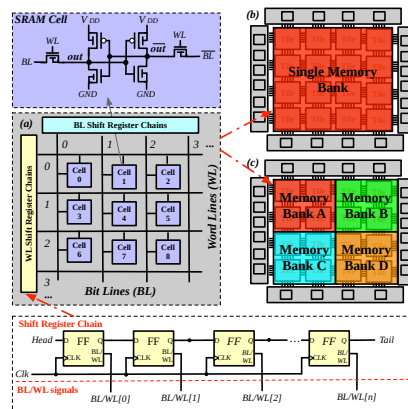 SRAM Cell
V DD
V DD
WL
WL
out
out
BL
BL
GND
GND
(a)
BL Shift Register Chains
WL Shift Register Chains
0
1
2
3 ...
0
1
2
3
...
Cell 0
Cell 1
Cell 2
Cell 3
Cell 4
Cell 5
Cell 6
Cell 7
Cell 8
Word Lines (WL)
Bit Lines (BL)
(b)
Tile
Tile
Tile
Tile
Single Memory
Bank
(c)
Memory
Bank A
Memory
Bank B
Memory
Bank C
Memory
Bank D
Shift Register Chain
Head
D FF Q
CLK
BL/
WL
D FF Q
CLK
BL/
WL
D FF Q
CLK
BL/
WL
...
D FF Q
CLK
BL/
WL
Tail
Clk
BL/WL signals
BL/WL[0]
BL/WL[1]
BL/WL[2]
BL/WL[n]